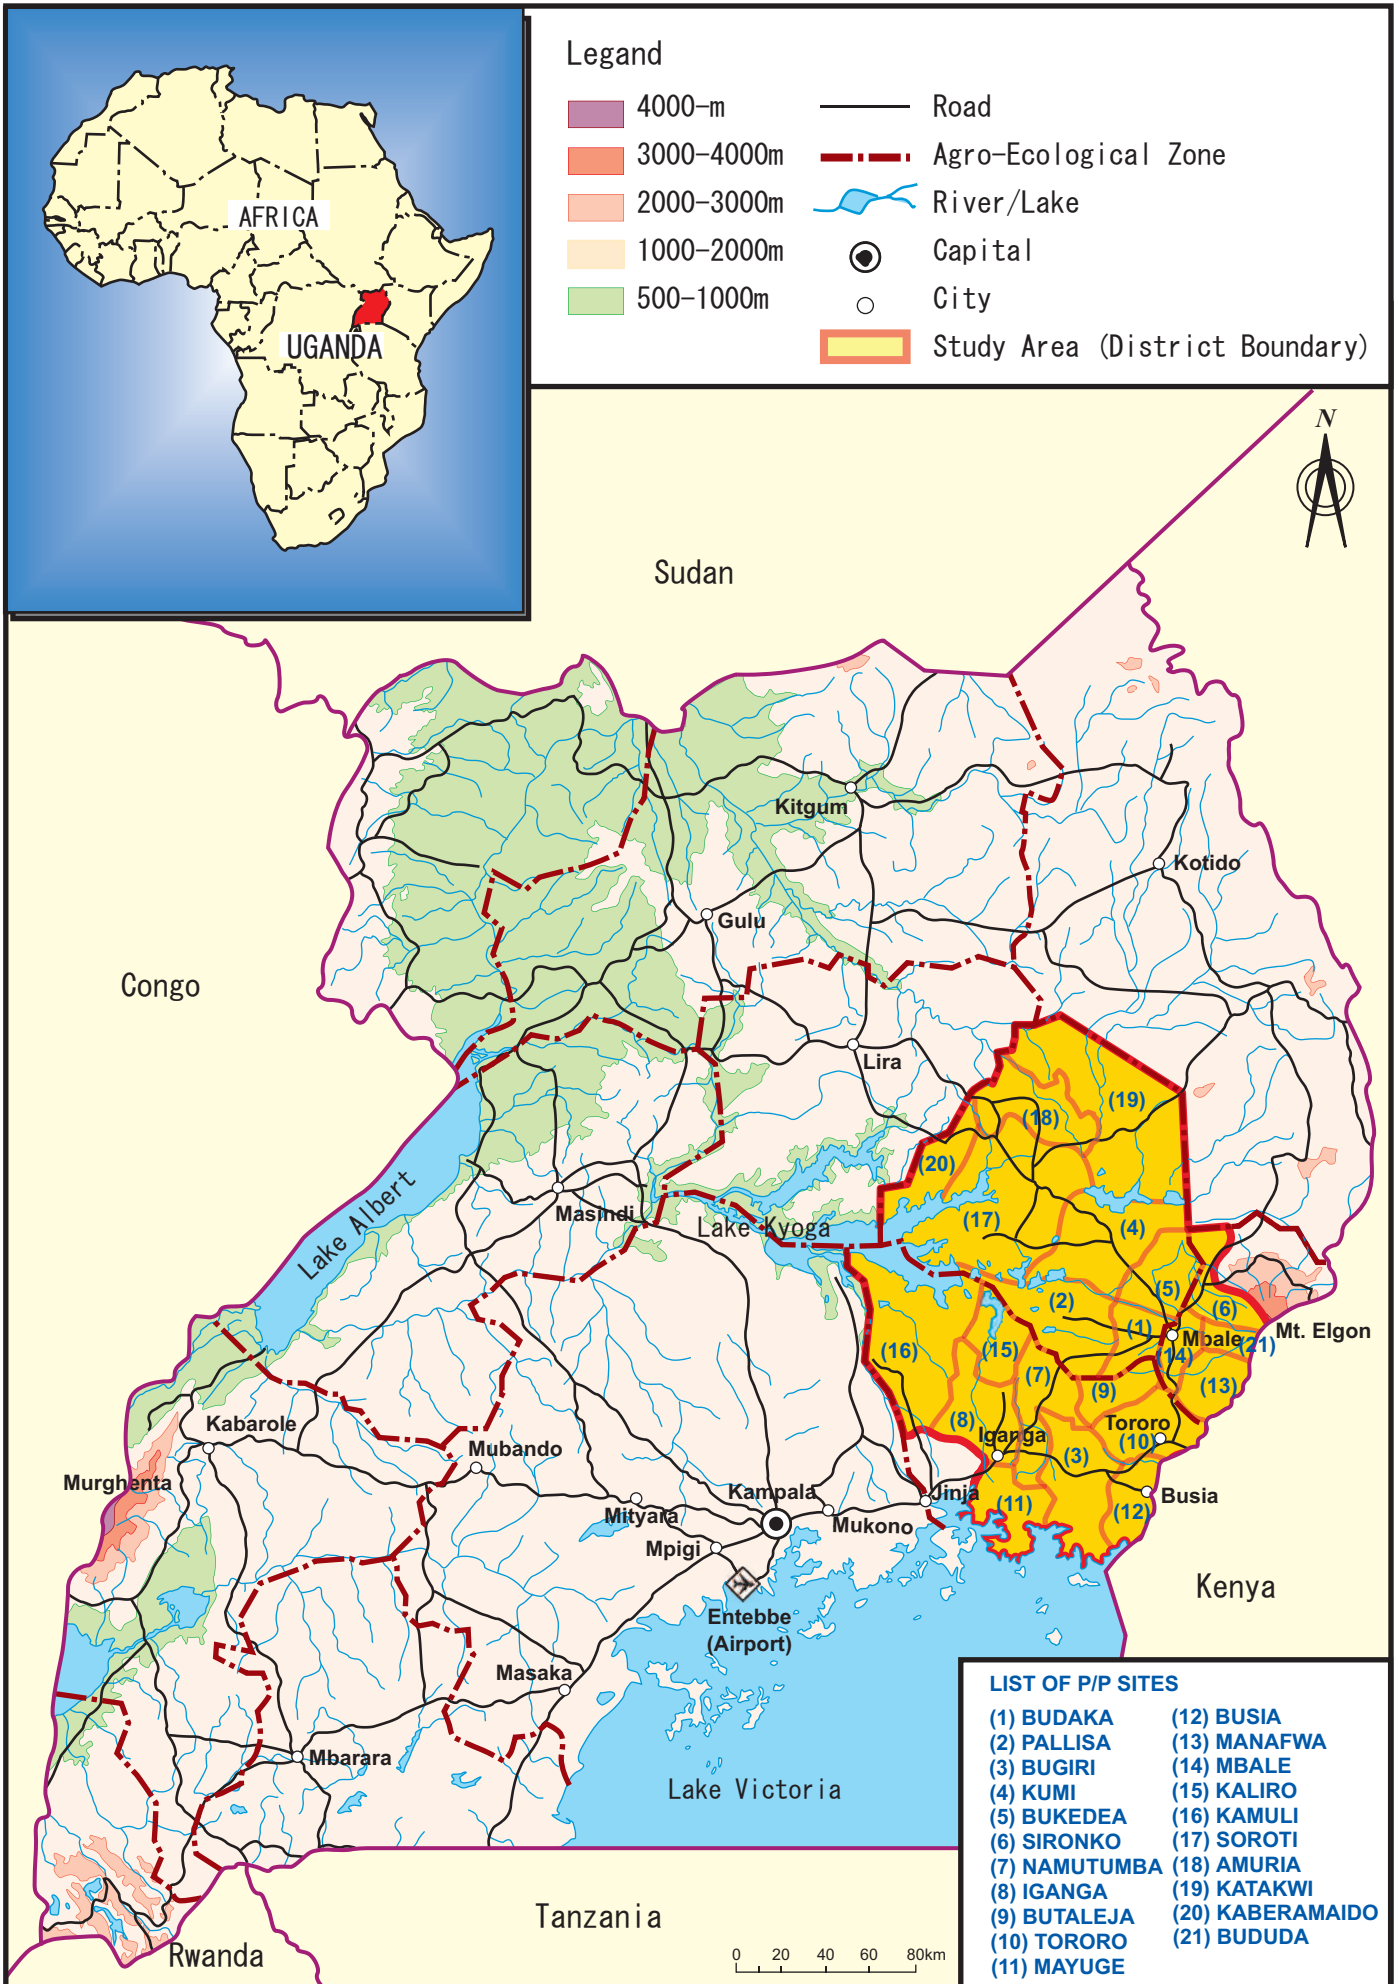 AFRICA
UGANDA
Legand
4000-m
3000-4000m
2000-3000m
1000-2000m
500-1000m
Road
Agro-Ecological Zone
River/Lake
Capital
City
Study Area (District Boundary)
N
Sudan
Kitgum
Kotido
Gulu
Congo
Lira
(19)
(18)
(20)
Lake Albert
Masindi
Lake Kyoga
(17)
(4)
(5)
(2)
(6)
(1)
Mbale
(21)
Mt. Elgon
(16)
(15)
(14)
(7)
(13)
(9)
Kabarole
(8)
Tororo
Iganga
(10)
Mubando
(3)
Murghenta
Kampala
Jinja
Busia
(11)
(12)
Mityara
Mukono
Mpigi
Kenya
Entebbe
(Airport)
Masaka
Mbarara
Lake Victoria
Tanzania
Rwanda
0 20 40 60 80km
LIST OF P/P SITES
(1) BUDAKA
(2) PALLISA
(3) BUGIRI
(4) KUMI
(5) BUKEDEA
(6) SIRONKO
(7) NAMUTUMBA
(8) IGANGA
(9) BUTALEJA
(10) TORORO
(11) MAYUGE
(12) BUSIA
(13) MANAFWA
(14) MBALE
(15) KALIRO
(16) KAMULI
(17) SOROTI
(18) AMURIA
(19) KATAKWI
(20) KABERAMAIDO
(21) BUDUDA